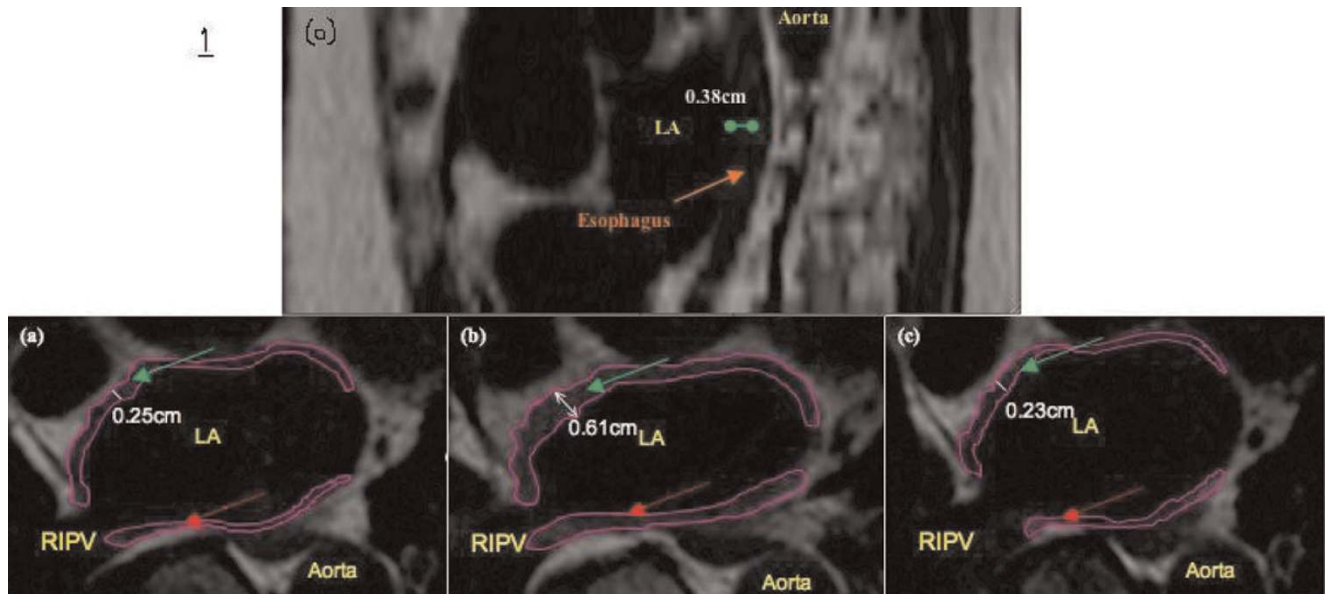 1
(a)
Aorta
0.38cm
LA
Esophagus
(a)
0.25cm
LA
RIPV
Aorta
(b)
0.61cm
LA
RIPV
Aorta
(c)
0.23cm
LA
RIPV
Aorta